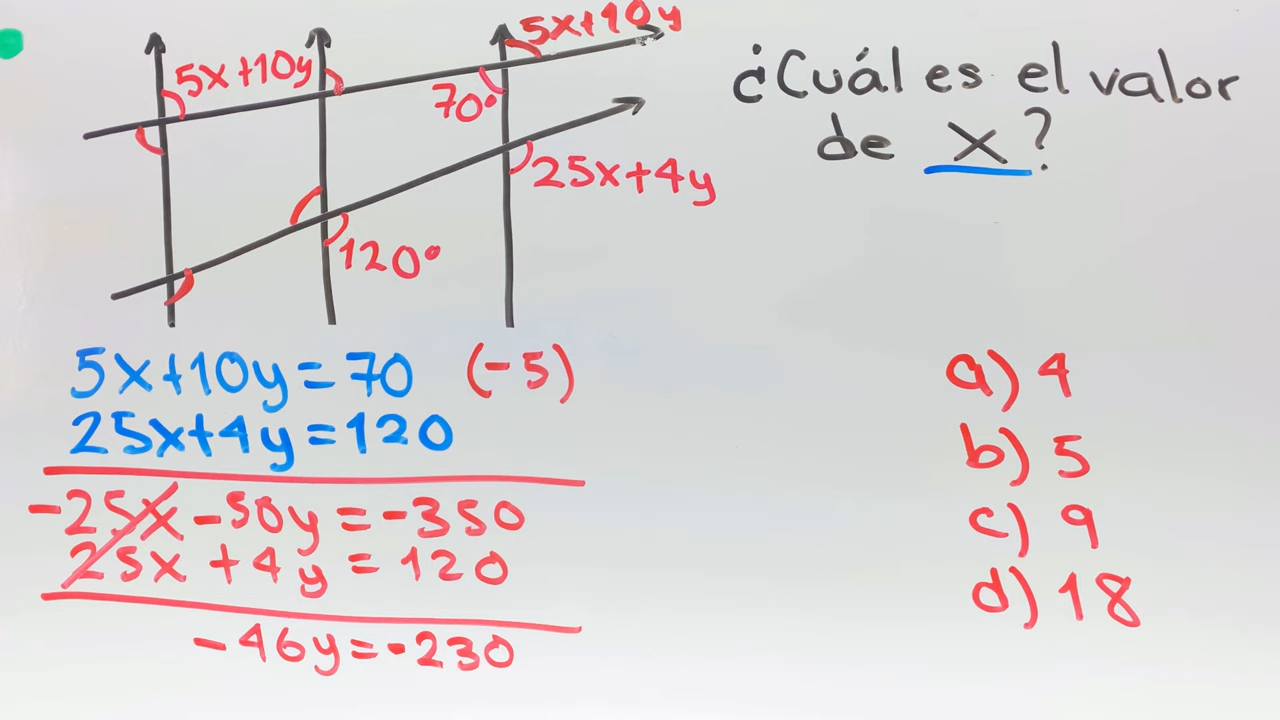 5x+10y
5x+10y
70°
25x+4y
120°
¿Cuál es el valor
de x?
5x+10y=70 (-5)
25x+4y=120
-25x-50y=-350
25x+4y=120
-46y=-230
a) 4
b) 5
c) 9
d) 18